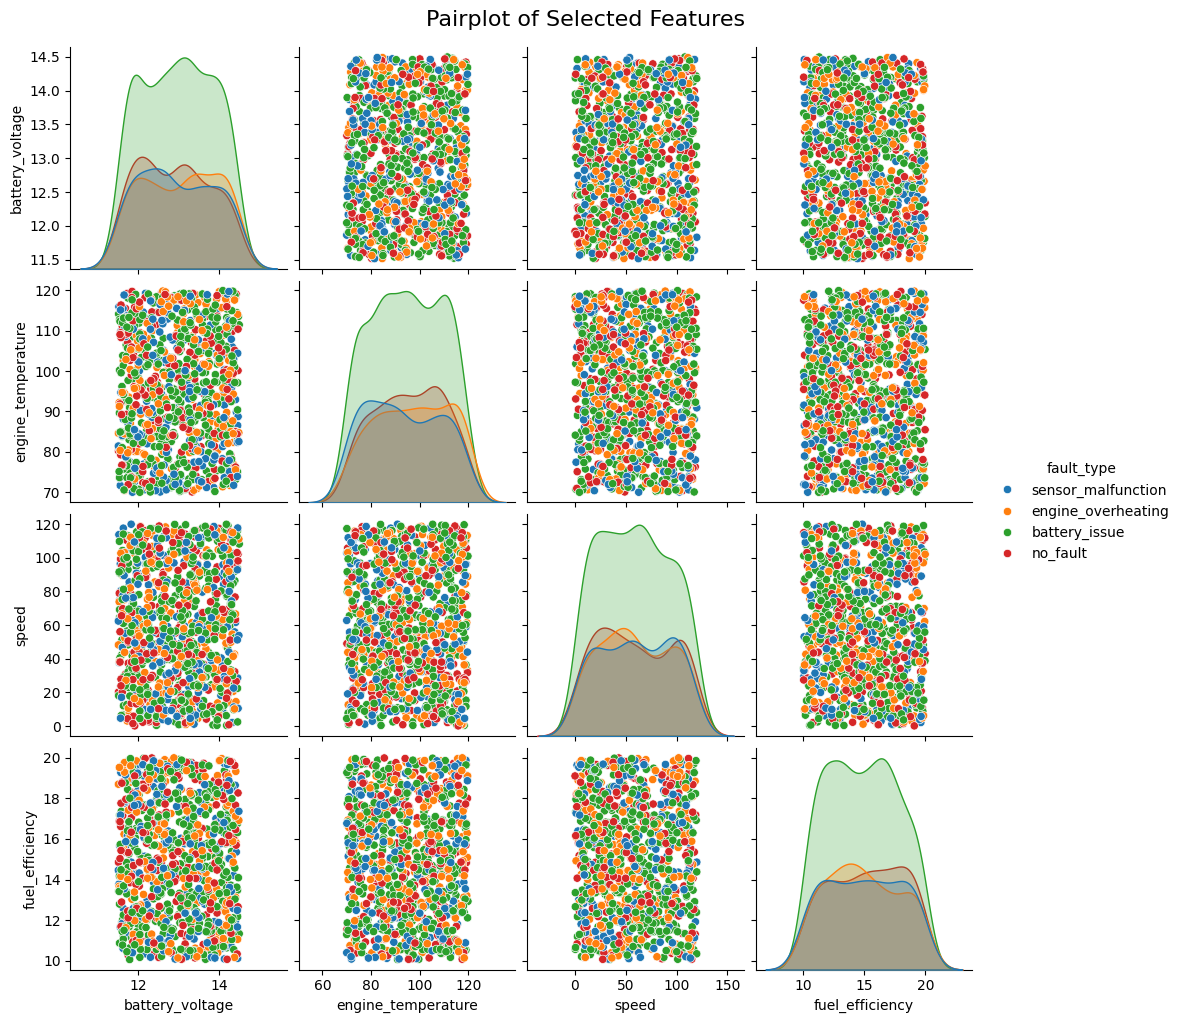 Pairplot of Selected Features
14.5
14.0
13.5
13.0
12.5
12.0
11.5
battery_voltage
120
110
100
90
80
70
engine_temperature
fault_type
sensor_malfunction
engine_overheating
battery_issue
no_fault
120
100
80
60
40
20
0
speed
20
18
16
14
12
10
fuel_efficiency
12 14
60 80 100 120
0 50 100 150
10 15 20
battery_voltage
engine_temperature
speed
fuel_efficiency